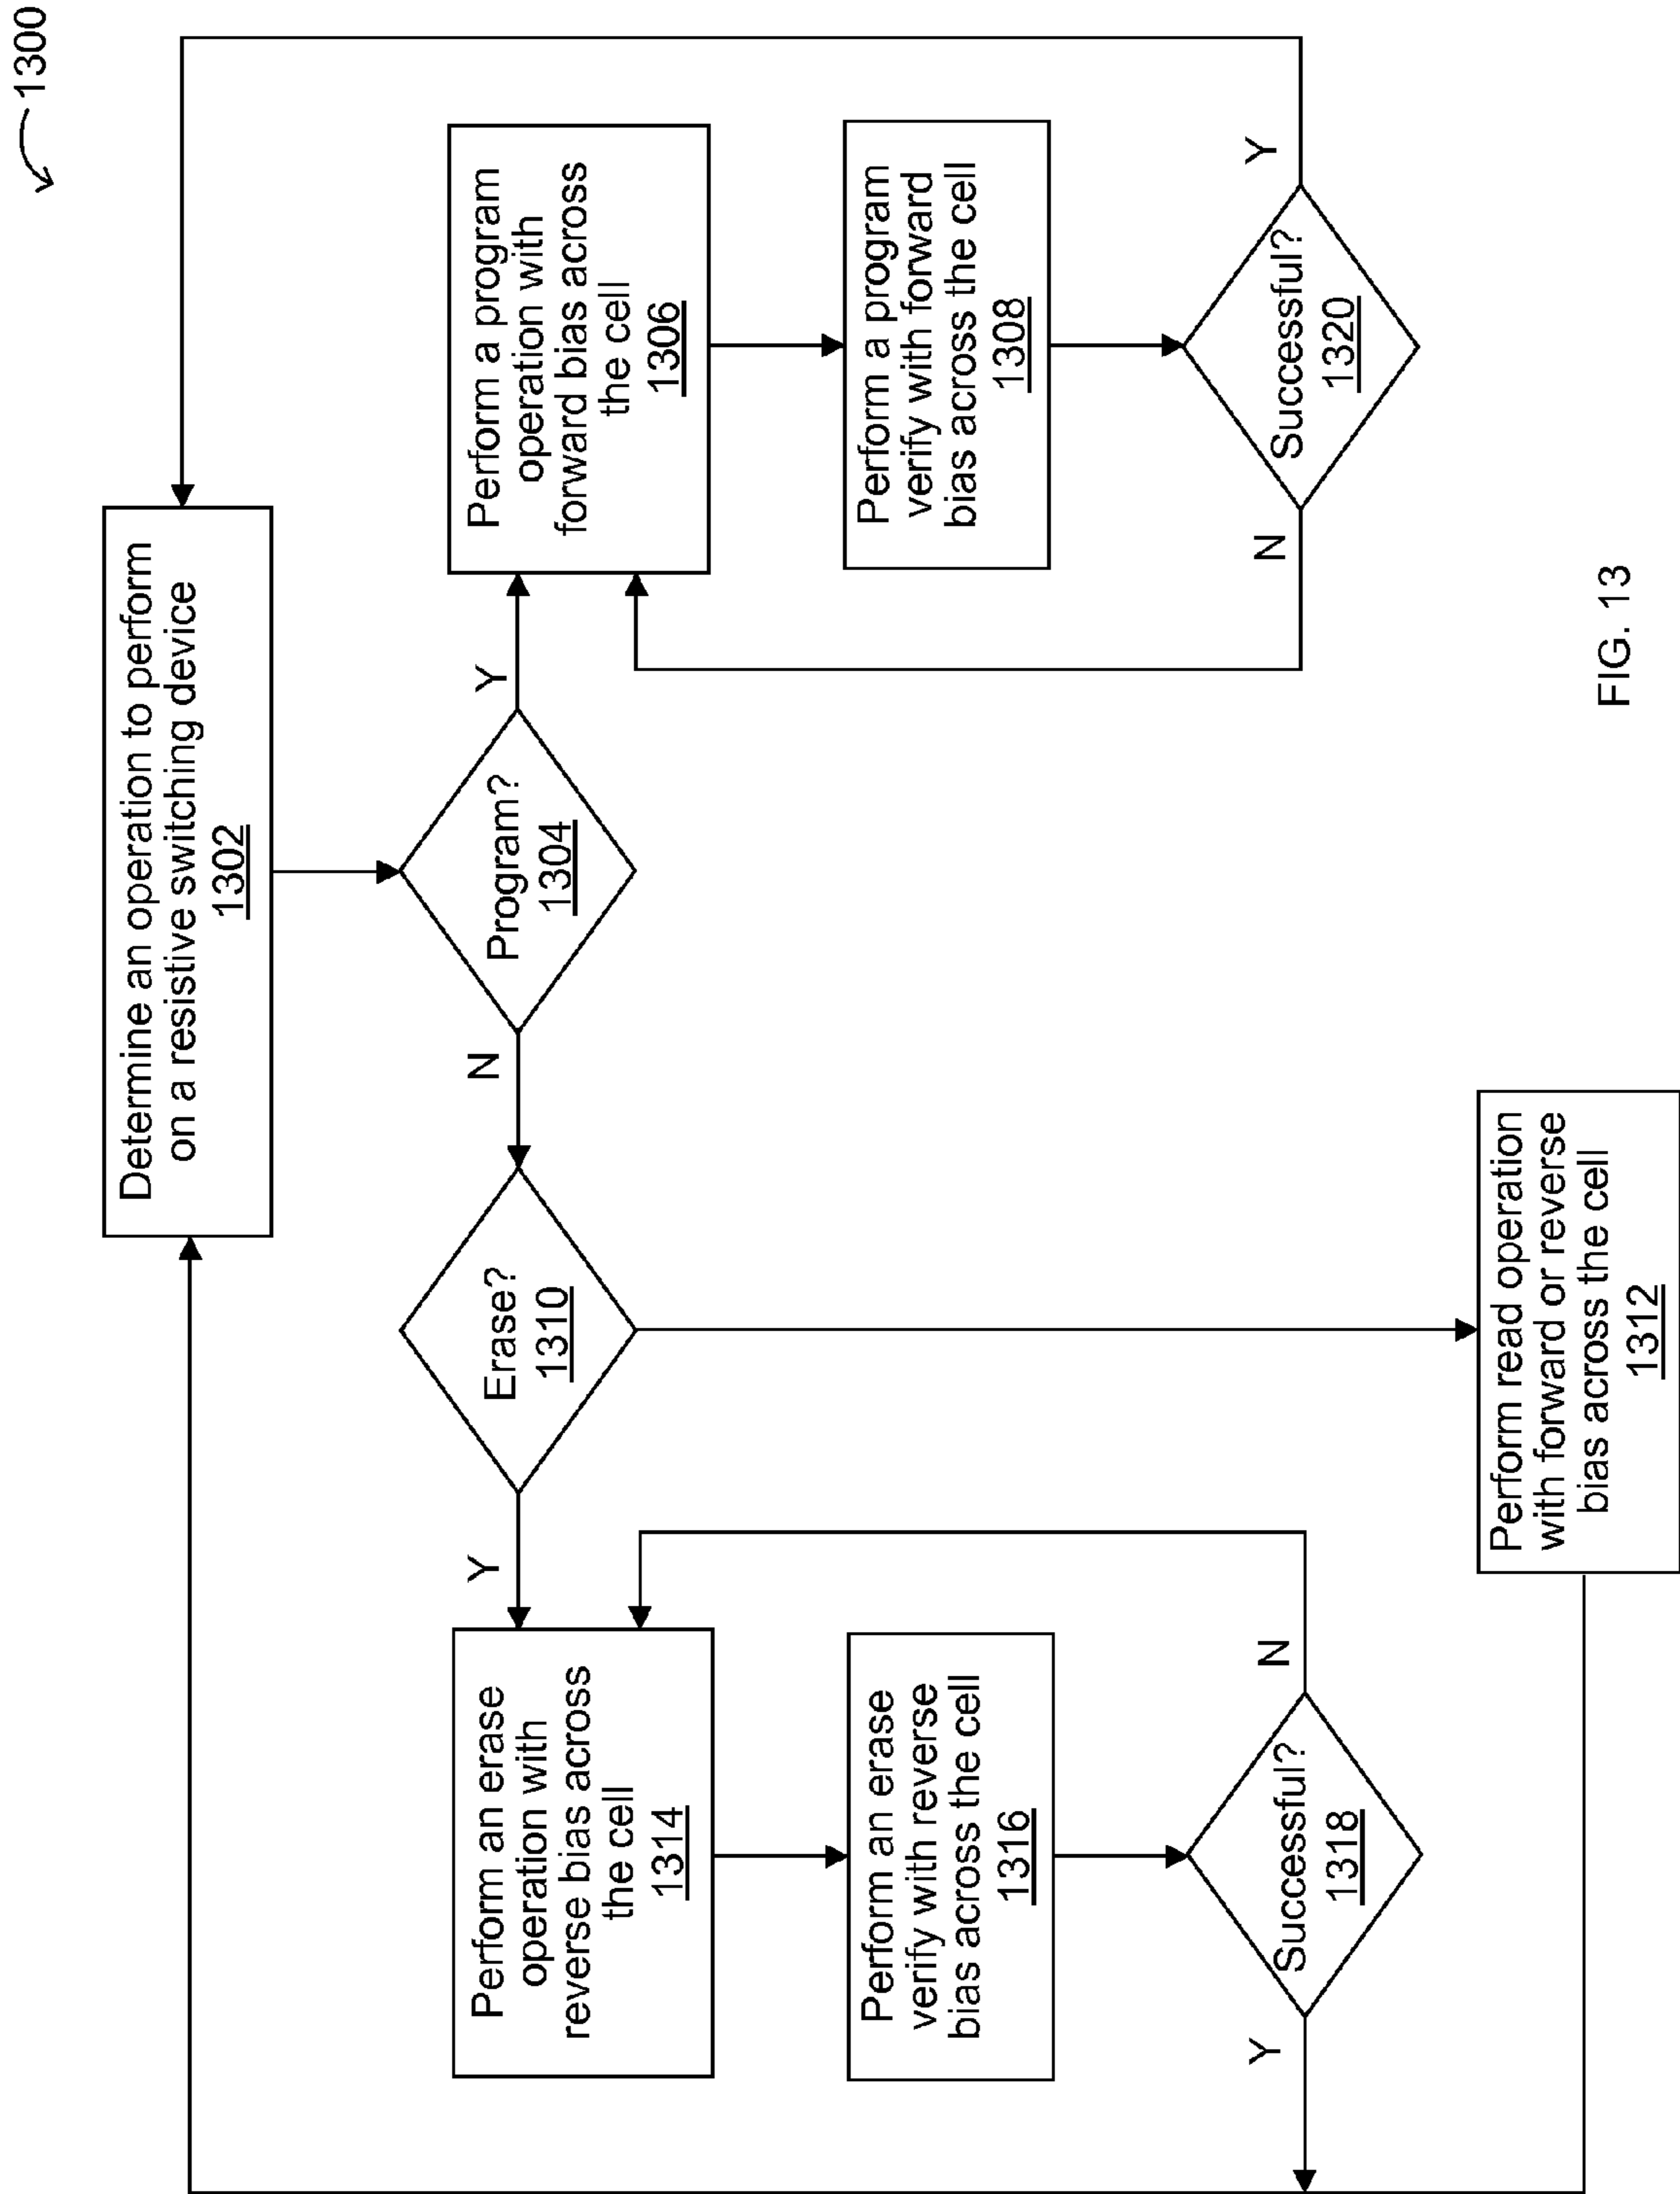 1300
Determine an operation to perform
on a resistive switching device
1302
Program?
1304
Y
N
Perform a program
operation with
forward bias across
the cell
1306
Perform a program
verify with forward
bias across the cell
1308
Successful?
1320
Y
N
Erase?
1310
Y
Perform an erase
operation with
reverse bias across
the cell
1314
Perform an erase
verify with reverse
bias across the cell
1316
Successful?
1318
Y
N
Perform read operation
with forward or reverse
bias across the cell
1312
FIG. 13